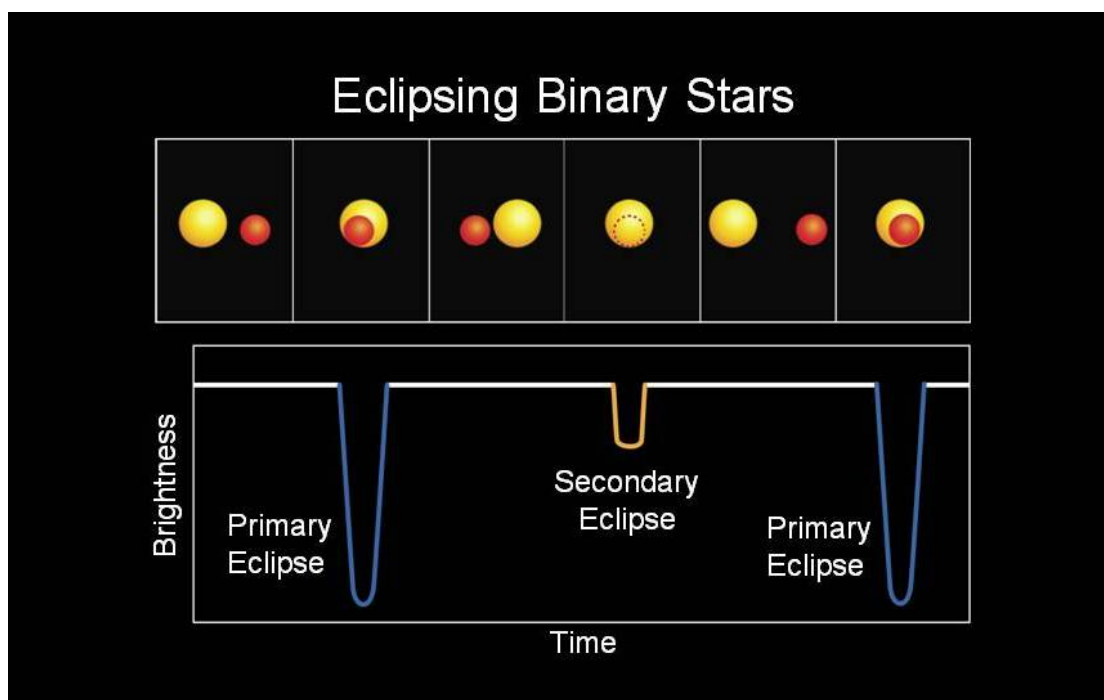 Eclipsing Binary Stars
Brightness
Primary
Eclipse
Secondary
Eclipse
Primary
Eclipse
Time